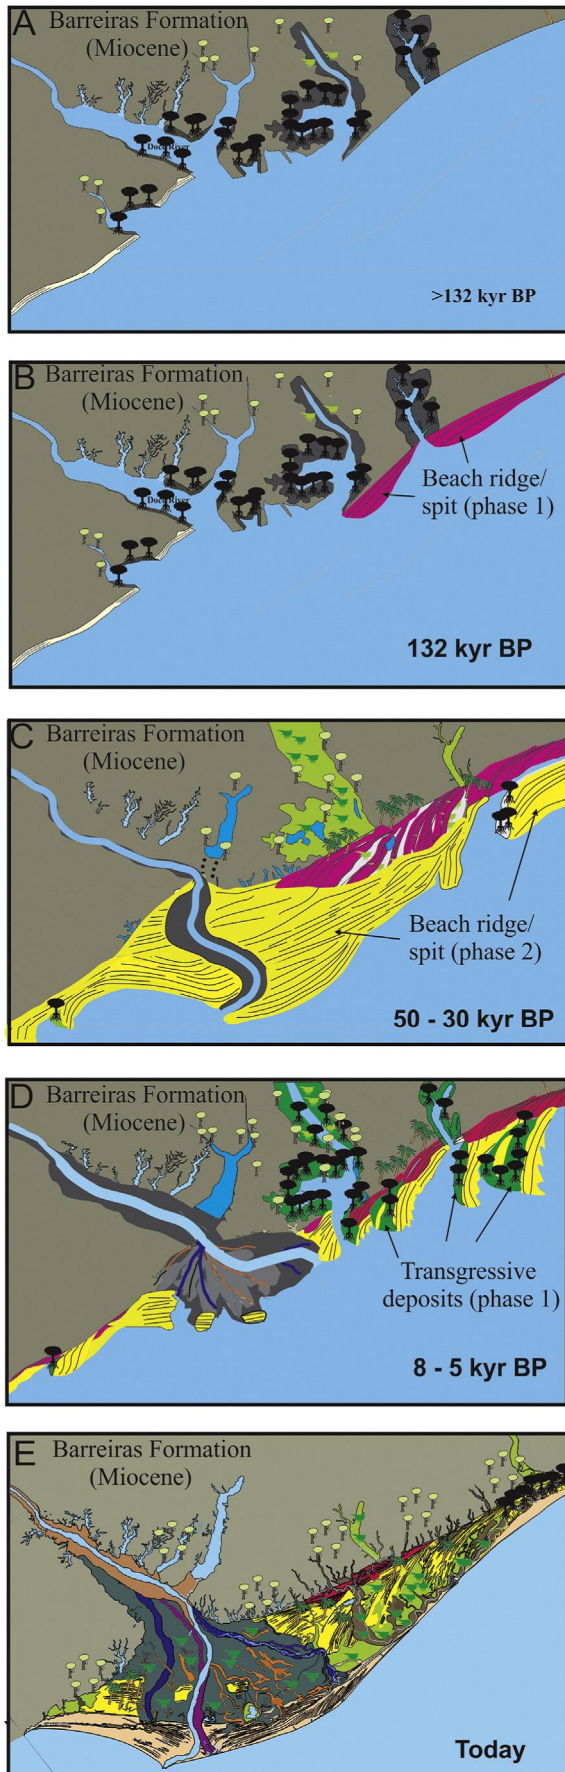 A
Barreiras Formation
(Miocene)
Doce River
>132 kyr BP
B
Barreiras Formation
(Miocene)
Doce River
Beach ridge/
spit (phase 1)
132 kyr BP
C
Barreiras Formation
(Miocene)
Beach ridge/
spit (phase 2)
50 - 30 kyr BP
D
Barreiras Formation
(Miocene)
Transgressive
deposits (phase 1)
8 - 5 kyr BP
E
Barreiras Formation
(Miocene)
Today